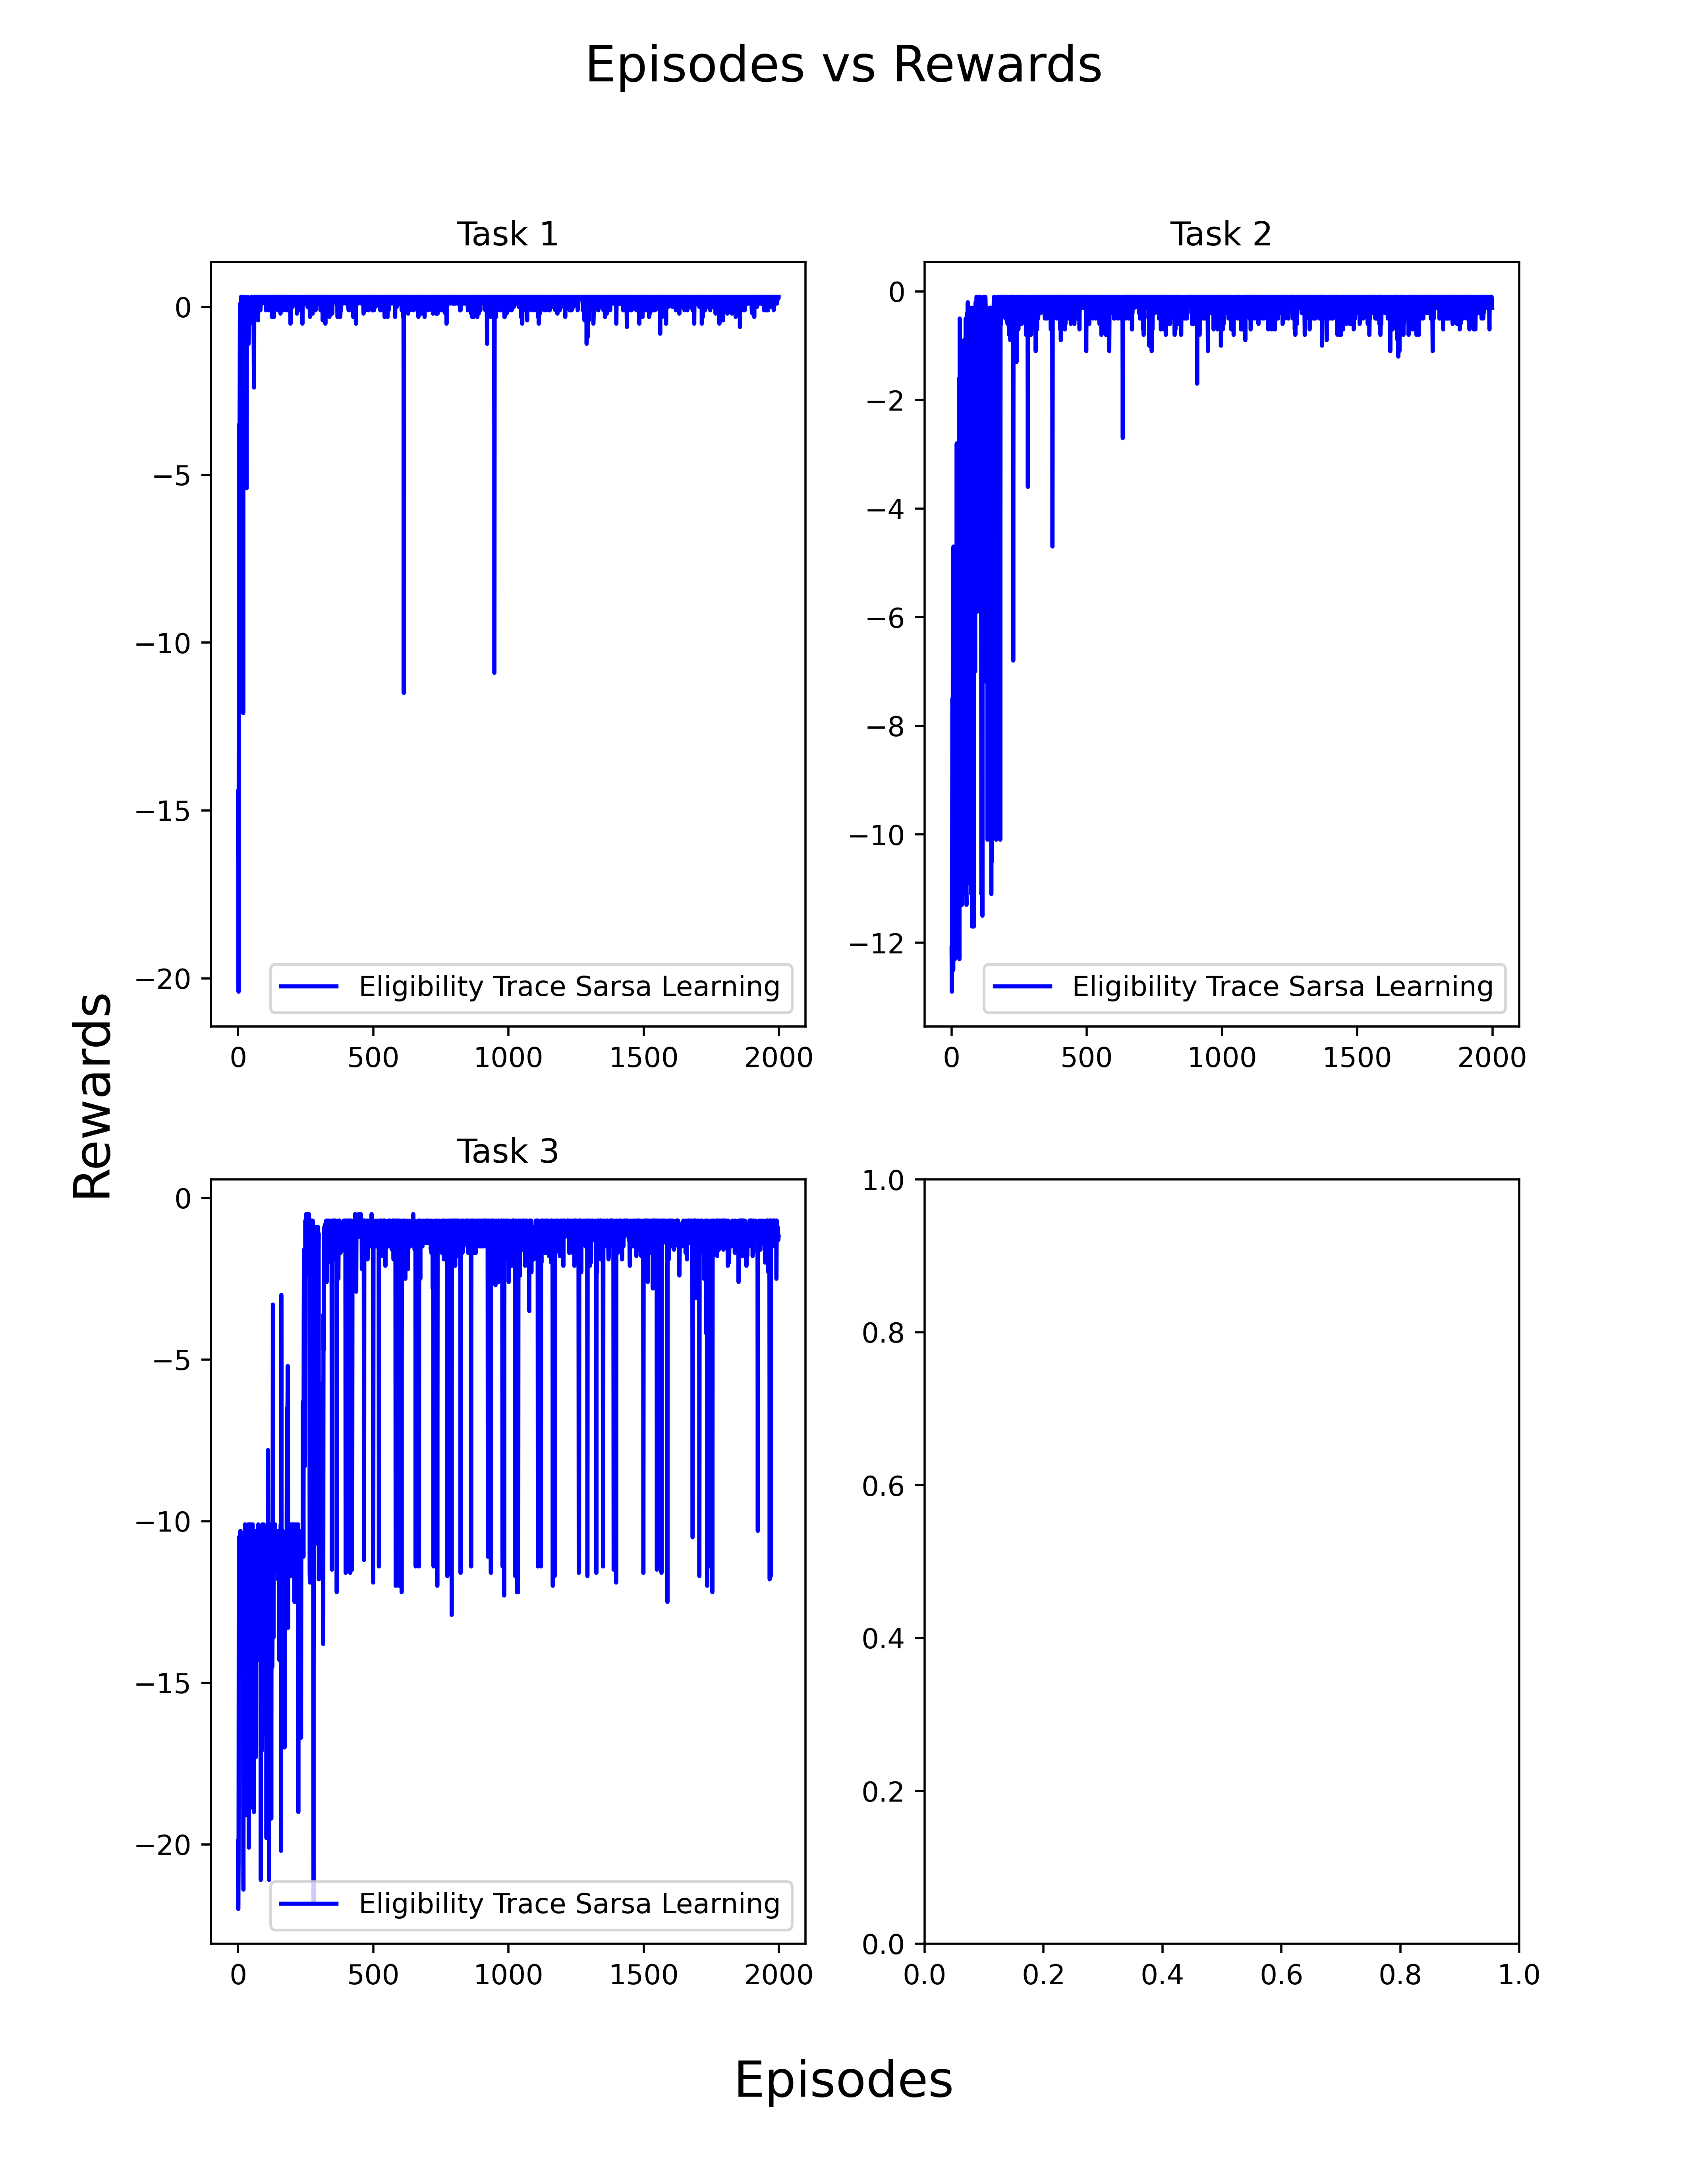 Episodes vs Rewards
Task 1
0
−5
−10
−15
−20
Eligibility Trace Sarsa Learning
0 500 1000 1500 2000
Task 2
0
−2
−4
−6
−8
−10
−12
Eligibility Trace Sarsa Learning
0 500 1000 1500 2000
Rewards
Task 3
0
−5
−10
−15
−20
Eligibility Trace Sarsa Learning
0 500 1000 1500 2000
1.0
0.8
0.6
0.4
0.2
0.0
0.0 0.2 0.4 0.6 0.8 1.0
Episodes